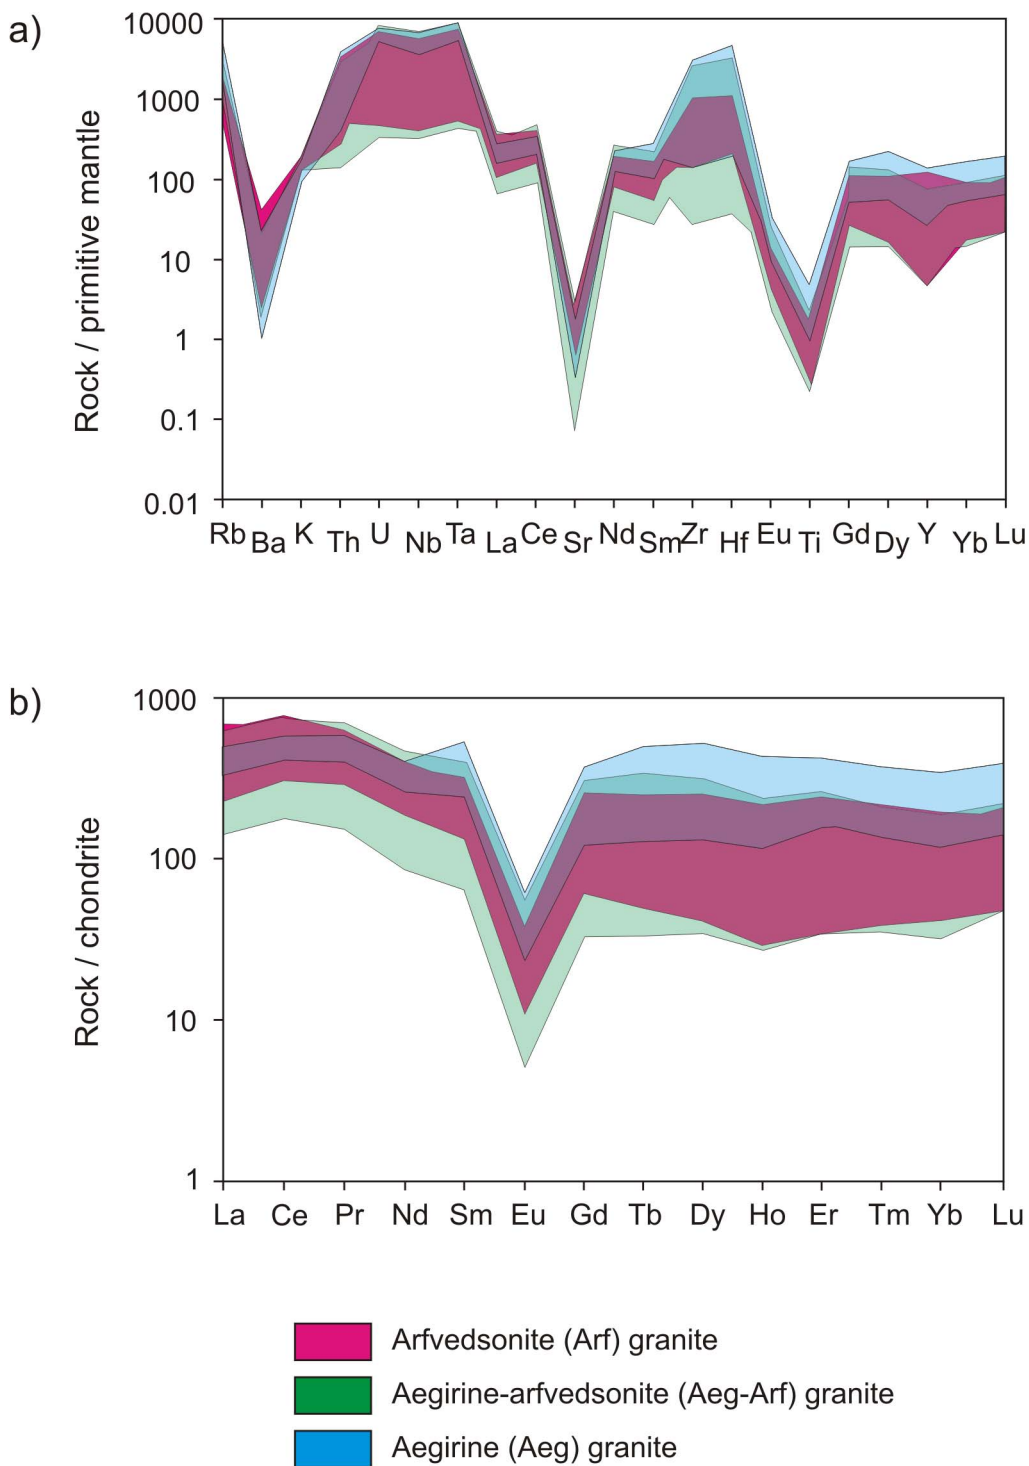 a)
10000
1000
100
10
1
0.1
0.01
Rock / primitive mantle
Rb Ba K Th U Nb Ta La Ce Sr Nd Sm Zr Hf Eu Ti Gd Dy Y Yb Lu
b)
1000
100
10
1
Rock / chondrite
La Ce Pr Nd Sm Eu Gd Tb Dy Ho Er Tm Yb Lu
Arfvedsonite (Arf) granite
Aegirine-arfvedsonite (Aeg-Arf) granite
Aegirine (Aeg) granite